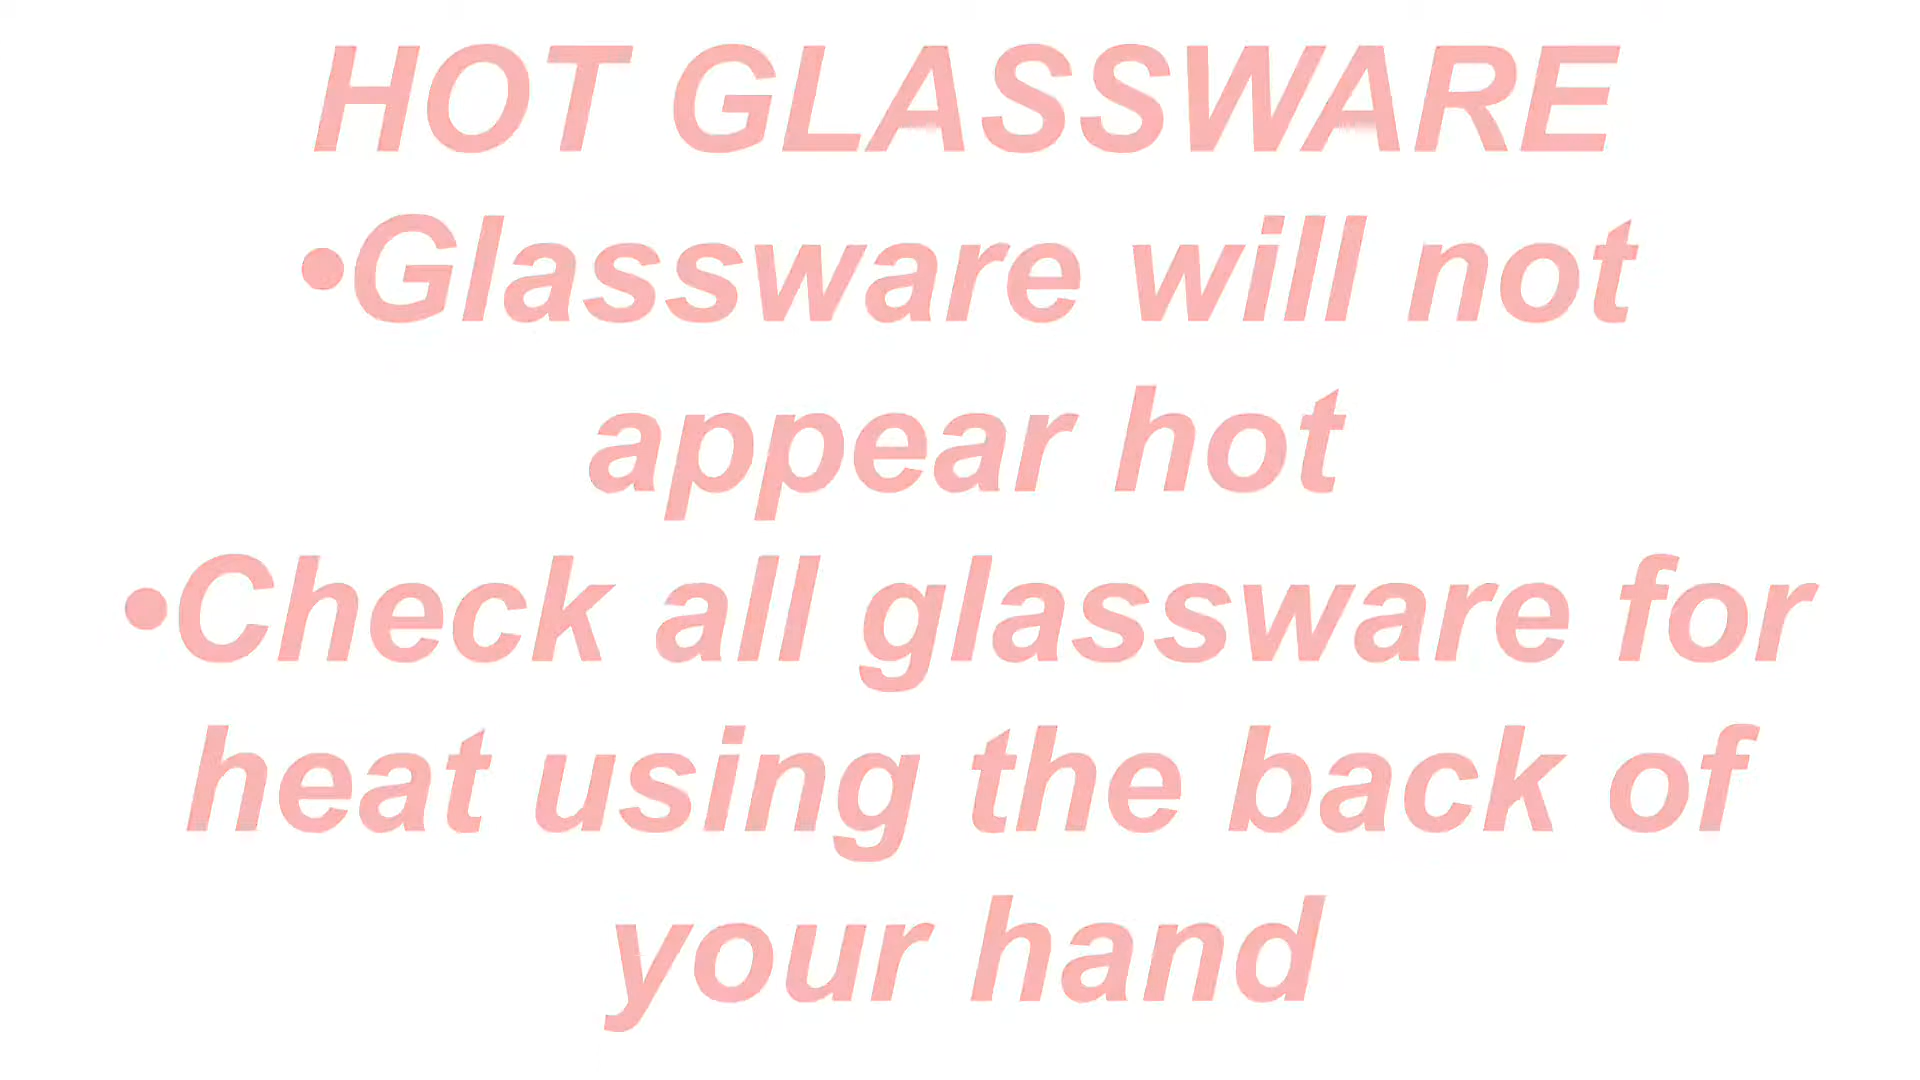 HOT GLASSWARE
•Glassware will not
appear hot
•Check all glassware for
heat using the back of
your hand